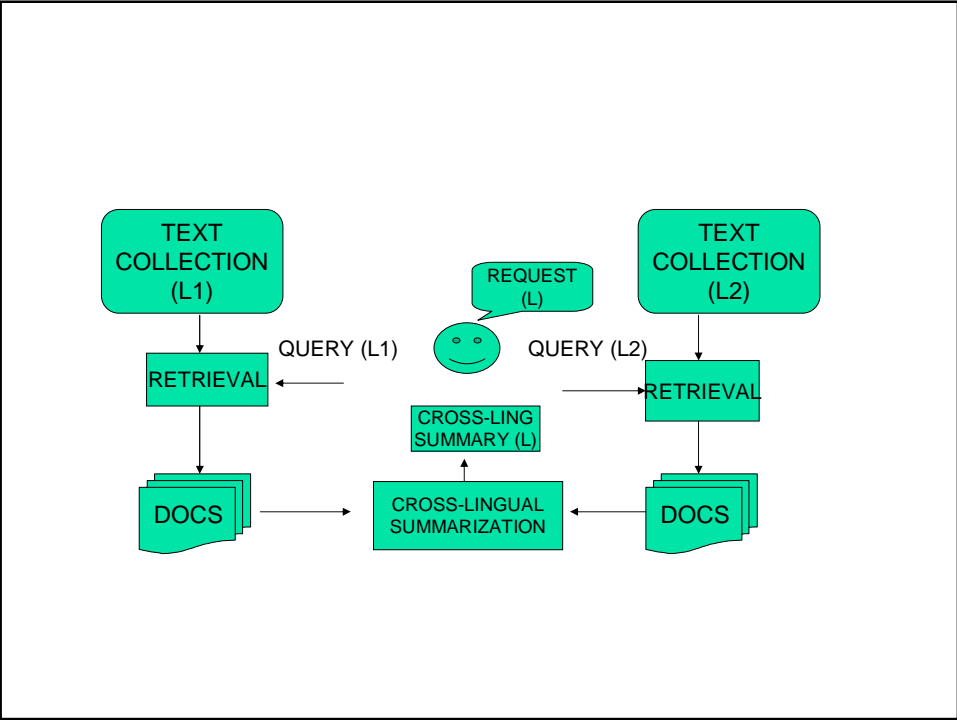 TEXT
COLLECTION
(L1)
TEXT
COLLECTION
(L2)
REQUEST
(L)
QUERY (L1)
QUERY (L2)
RETRIEVAL
RETRIEVAL
CROSS-LING
SUMMARY (L)
DOCS
CROSS-LINGUAL
SUMMARIZATION
DOCS